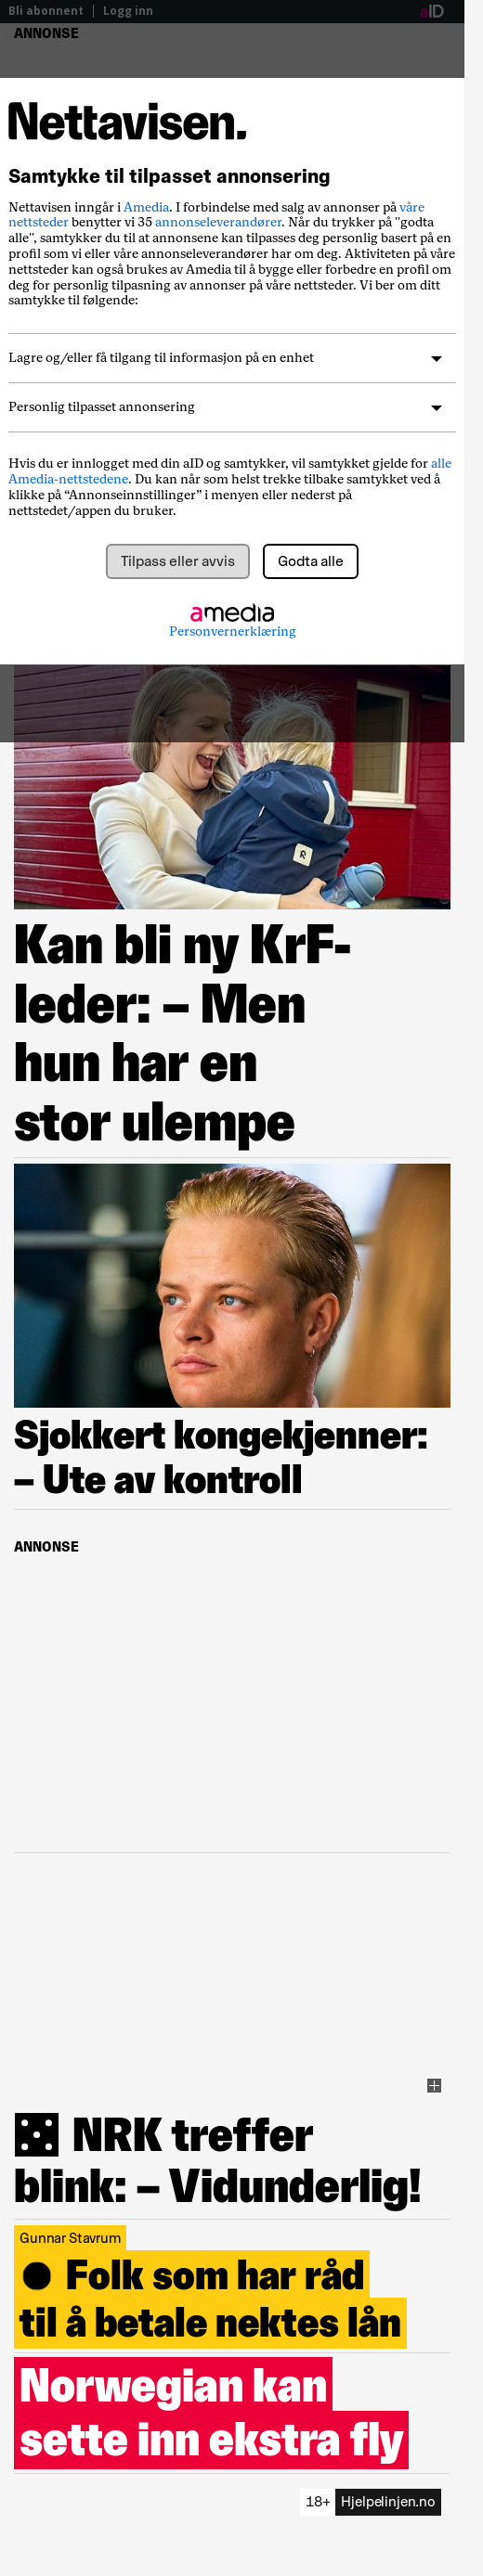 Bli abonnent | Logg inn
aID
ANNONSE
Nettavisen.
Samtykke til tilpasset annonsering
Nettavisen inngår i Amedia. I forbindelse med salg av annonser på våre
nettsteder benytter vi 35 annonseleverandører. Når du trykker på "godta
alle", samtykker du til at annonsene kan tilpasses deg personlig basert på en
profil som vi eller våre annonseleverandører har om deg. Aktiviteten på våre
nettsteder kan også brukes av Amedia til å bygge eller forbedre en profil om
deg for personlig tilpasning av annonser på våre nettsteder. Vi ber om ditt
samtykke til følgende:
Lagre og/eller få tilgang til informasjon på en enhet
Personlig tilpasset annonsering
Hvis du er innlogget med din aID og samtykker, vil samtykket gjelde for alle
Amedia-nettstedene. Du kan når som helst trekke tilbake samtykket ved å
klikke på “Annonseinnstillinger” i menyen eller nederst på
nettstedet/appen du bruker.
Tilpass eller avvis
Godta alle
amedia
Personvernerklæring
R
Kan bli ny KrF-
leder: – Men
hun har en
stor ulempe
Sjokkert kongekjenner:
– Ute av kontroll
ANNONSE
NRK treffer
blink: – Vidunderlig!
Gunnar Stavrum
Folk som har råd
til å betale nektes lån
Norwegian kan
sette inn ekstra fly
18+ Hjelpelinjen.no